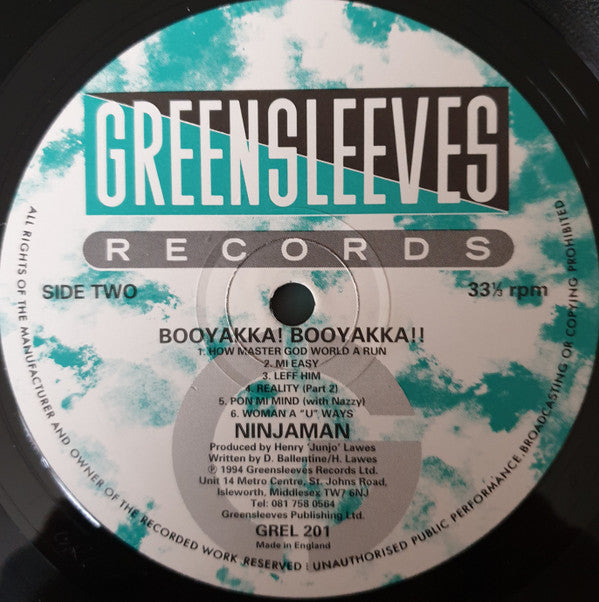 GREENSLEEVES
RECORDS
SIDE TWO
33⅓ rpm
BOOYAKKA! BOOYAKKA!!
1. HOW MASTER GOD WORLD A RUN
2. MI EASY
3. LEFF HIM
4. REALITY (Part 2)
5. PON MI MIND (with Nazzy)
6. WOMAN A "U" WAYS
NINJAMAN
Produced by Henry 'Junjo' Lawes
Written by D. Ballentine/H. Lawes
℗ 1994 Greensleeves Records Ltd.
Unit 14 Metro Centre, St. Johns Road,
Isleworth, Middlesex TW7 6NJ
Tel: 081 758 0564
Greensleeves Publishing Ltd.
GREL 201
Made in England
ALL RIGHTS OF THE MANUFACTURER AND OWNER OF THE RECORDED WORK RESERVED : UNAUTHORISED PUBLIC PERFORMANCE, BROADCASTING OR COPYING PROHIBITED